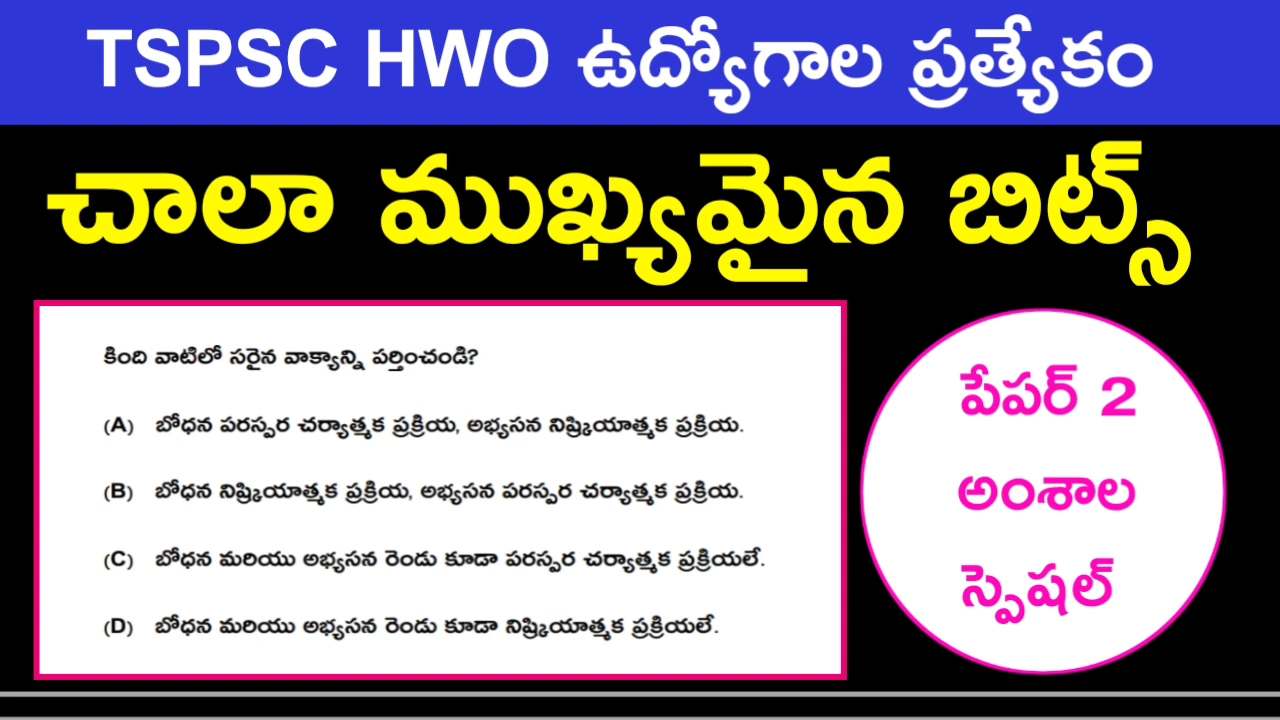 TSPSC HWO ఉద్యోగాల ప్రత్యేకం
చాలా ముఖ్యమైన బిట్స్
కింది వాటిలో సరైన వాక్యాన్ని పర్తించండి?
(A) బోధన పరస్పర చర్యాత్మక ప్రక్రియ, అభ్యసన నిష్క్రియాత్మక ప్రక్రియ.
(B) బోధన నిష్క్రియాత్మక ప్రక్రియ, అభ్యసన పరస్పర చర్యాత్మక ప్రక్రియ.
(C) బోధన మరియు అభ్యసన రెండు కూడా పరస్పర చర్యాత్మక ప్రక్రియలే.
(D) బోధన మరియు అభ్యసన రెండు కూడా నిష్క్రియాత్మక ప్రక్రియలే.
పేపర్ 2
అంశాల
స్పెషల్